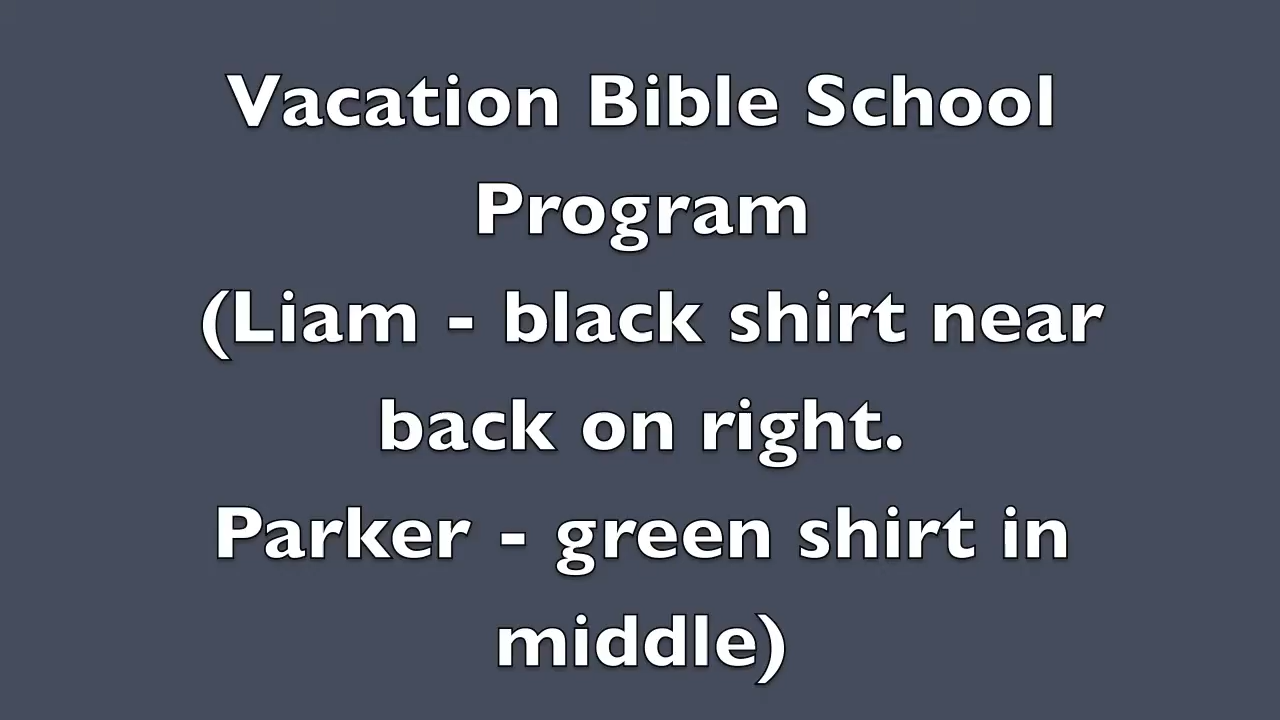 Vacation Bible School
Program
(Liam - black shirt near
back on right.
Parker - green shirt in
middle)